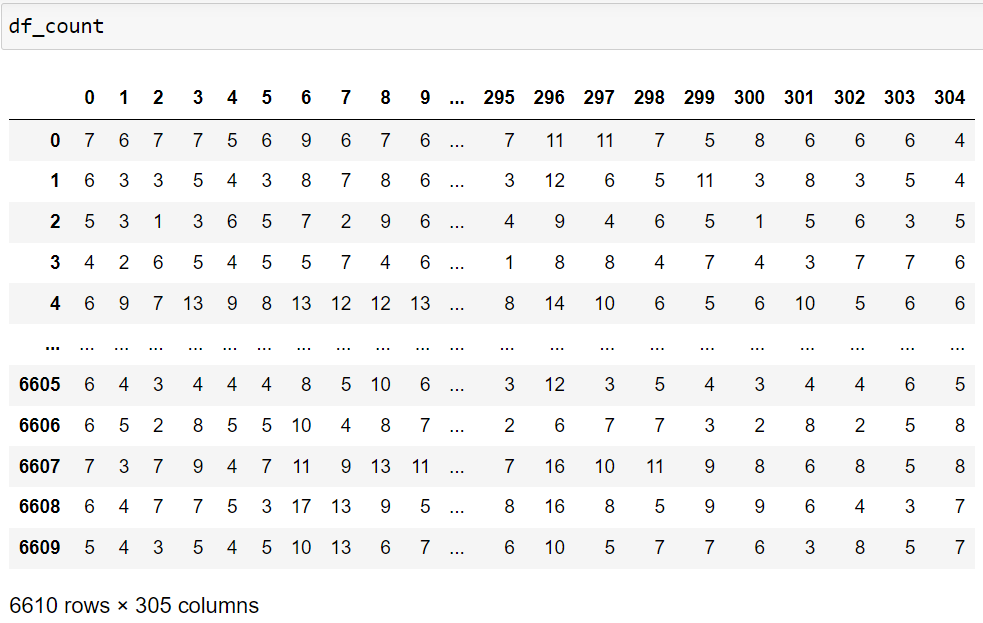 df_count
0 1 2 3 4 5 6 7 8 9 ... 295 296 297 298 299 300 301 302 303 304
0 7 6 7 7 5 6 9 6 7 6 ... 7 11 11 7 5 8 6 6 6 4
1 6 3 3 5 4 3 8 7 8 6 ... 3 12 6 5 11 3 8 3 5 4
2 5 3 1 3 6 5 7 2 9 6 ... 4 9 4 6 5 1 5 6 3 5
3 4 2 6 5 4 5 5 7 4 6 ... 1 8 8 4 7 4 3 7 7 6
4 6 9 7 13 9 8 13 12 12 13 ... 8 14 10 6 5 6 10 5 6 6
... ... ... ... ... ... ... ... ... ... ... ... ... ... ... ... ... ... ... ... ... ...
6605 6 4 3 4 4 4 8 5 10 6 ... 3 12 3 5 4 3 4 4 6 5
6606 6 5 2 8 5 5 10 4 8 7 ... 2 6 7 7 3 2 8 2 5 8
6607 7 3 7 9 4 7 11 9 13 11 ... 7 16 10 11 9 8 6 8 5 8
6608 6 4 7 7 5 3 17 13 9 5 ... 8 16 8 5 9 9 6 4 3 7
6609 5 4 3 5 4 5 10 13 6 7 ... 6 10 5 7 7 6 3 8 5 7
6610 rows × 305 columns